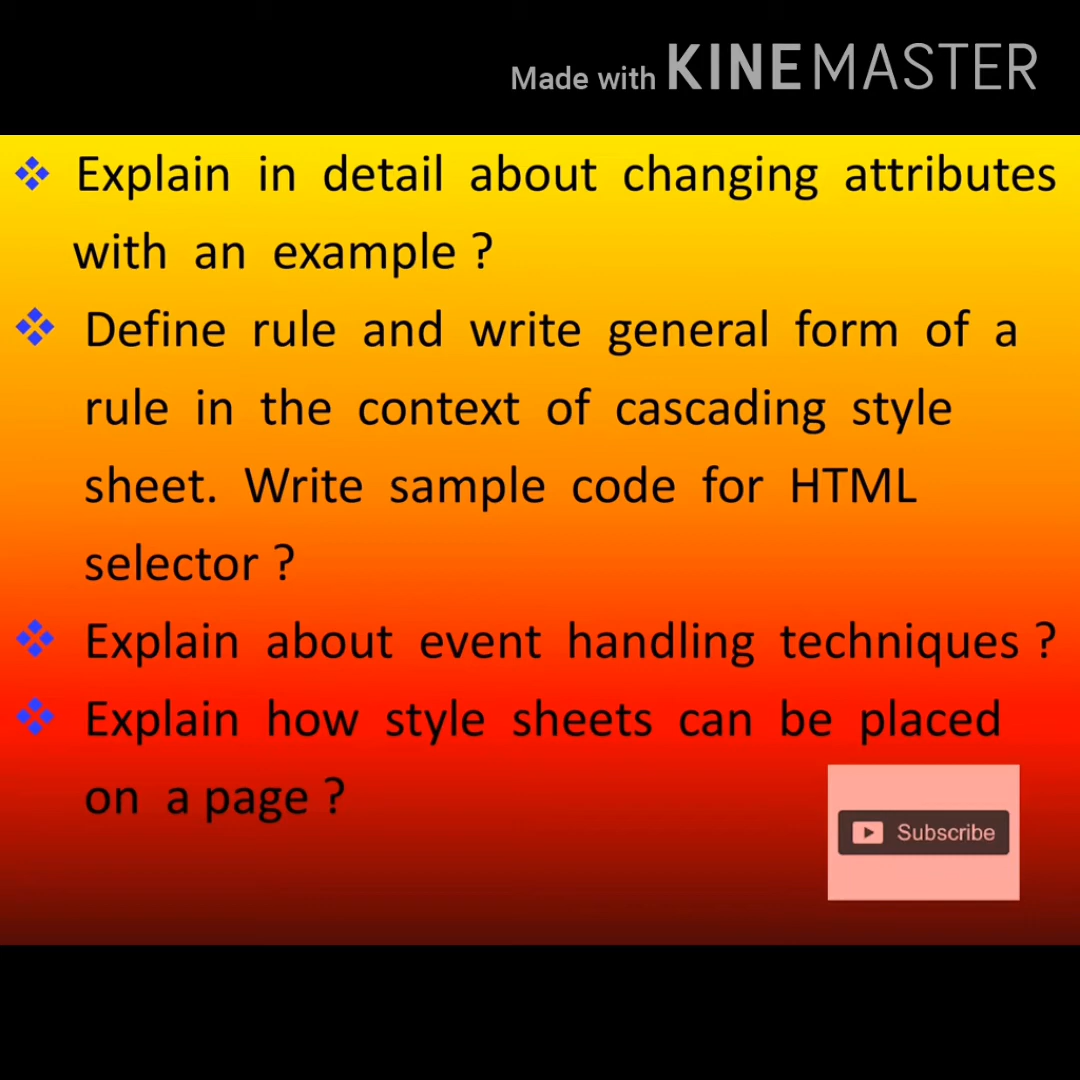 Made with KINEMASTER
❖ Explain in detail about changing attributes
with an example ?
❖ Define rule and write general form of a
rule in the context of cascading style
sheet. Write sample code for HTML
selector ?
❖ Explain about event handling techniques ?
❖ Explain how style sheets can be placed
on a page ?
Subscribe